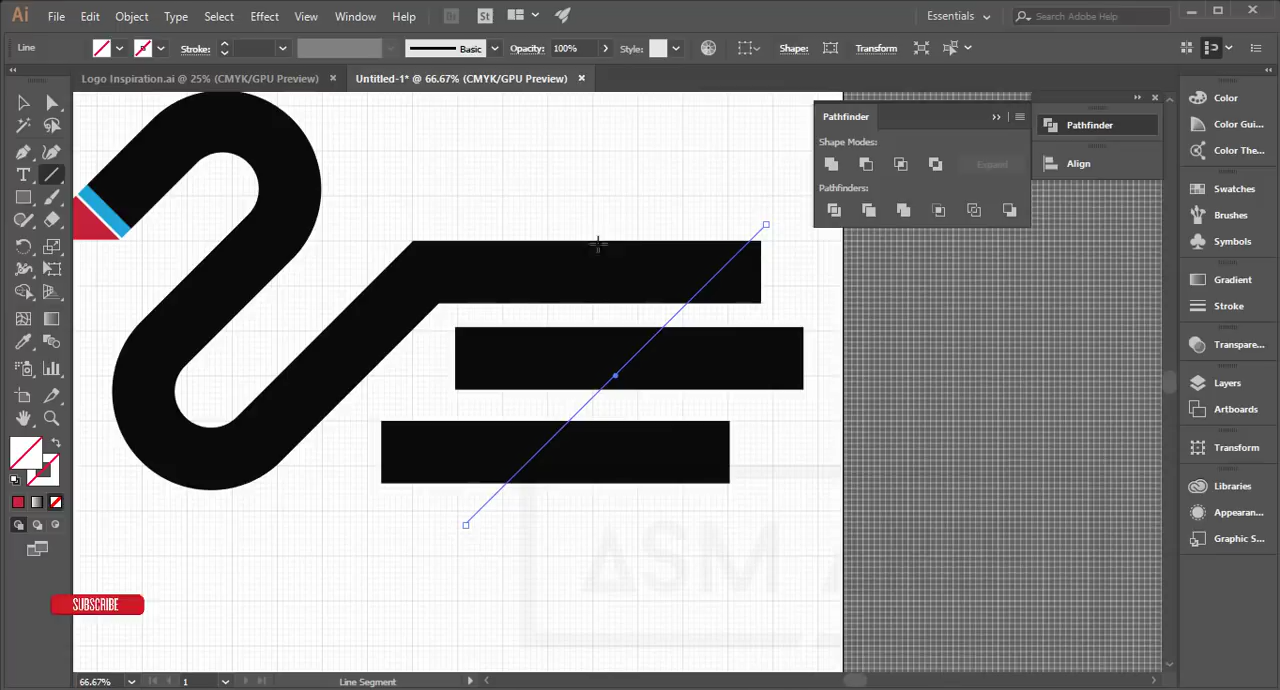 Ai File Edit Object Type Select Effect View Window Help Br St Essentials Search Adobe Help
Line Stroke: Basic Opacity: 100% Style: Shape: Transform
Logo Inspiration.ai @ 25% (CMYK/GPU Preview) × Untitled-1* @ 66.67% (CMYK/GPU Preview) ×
Pathfinder
Shape Modes:
Expand
Pathfinders:
Pathfinder
Align
Color
Color Gui...
Color The...
Swatches
Brushes
Symbols
Gradient
Stroke
Transpare...
Layers
Artboards
Transform
Libraries
Appearan...
Graphic S...
ASM
SUBSCRIBE
66.67% 1 Line Segment